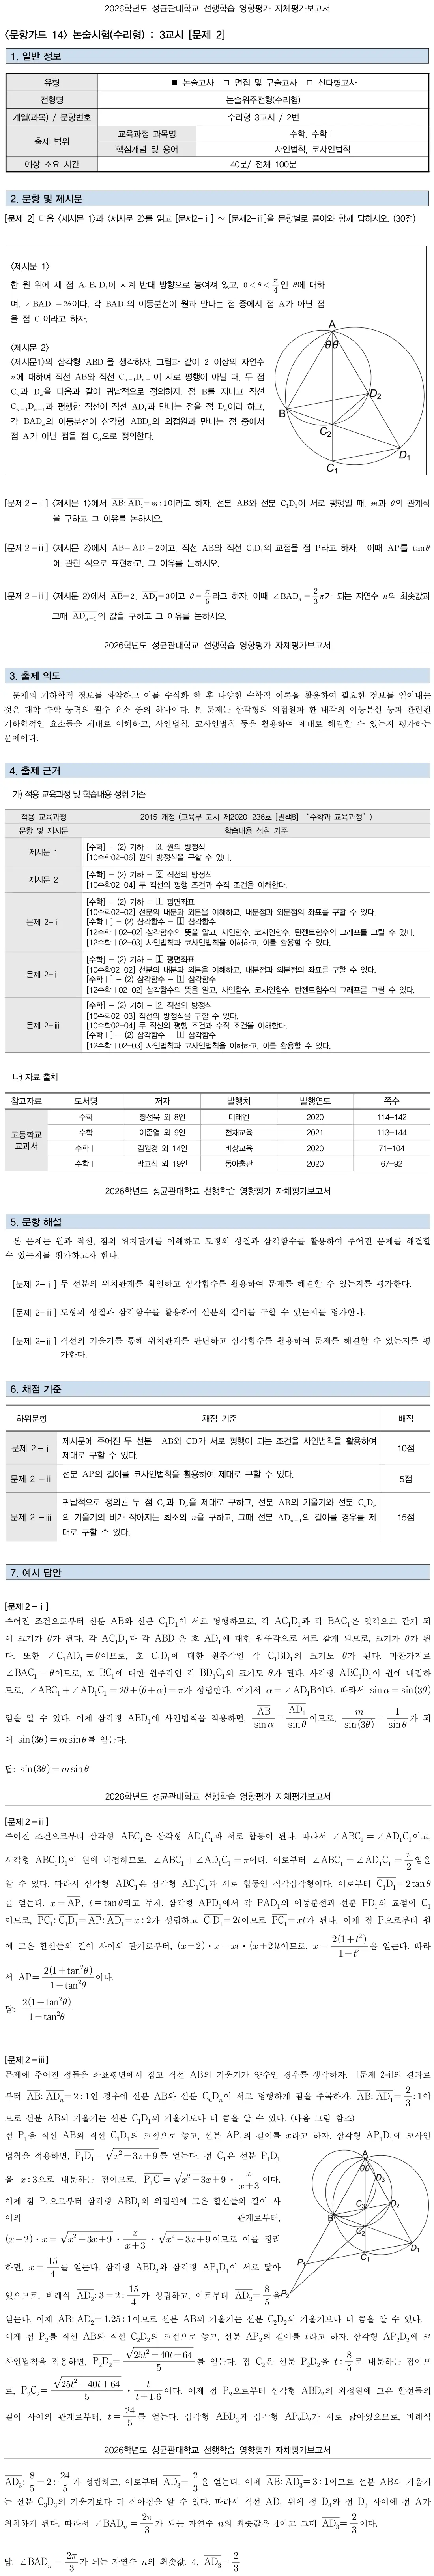 2026학년도 성균관대학교 선행학습 영향평가 자체평가보고서
<문항카드 14> 논술시험(수리형) : 3교시 [문제 2]
1. 일반 정보
유형 ■ 논술고사 □ 면접 및 구술고사 □ 선다형고사
전형명 논술위주전형(수리형)
계열(과목) / 문항번호 수리형 3교시 / 2번
출제 범위 교육과정 과목명 수학, 수학Ⅰ
핵심개념 및 용어 사인법칙, 코사인법칙
예상 소요 시간 40분/ 전체 100분
2. 문항 및 제시문
[문제 2] 다음 <제시문 1>과 <제시문 2>를 읽고 [문제2-ⅰ] ~ [문제2-ⅲ]을 문항별로 풀이와 함께 답하시오. (30점)
<제시문 1>
한 원 위에 세 점 A, B, D₁이 시계 반대 방향으로 놓여져 있고, 0<θ<π/4인 θ에 대하
여, ∠BAD₁=2θ이다. 각 BAD₁의 이등분선이 원과 만나는 점 중에서 점 A가 아닌 점
을 점 C₁이라고 하자.
<제시문 2>
<제시문1>의 삼각형 ABD₁을 생각하자. 그림과 같이 2 이상의 자연수
n에 대하여 직선 AB와 직선 Cₙ₋₁Dₙ₋₁이 서로 평행이 아닐 때, 두 점
Cₙ과 Dₙ을 다음과 같이 귀납적으로 정의하자. 점 B를 지나고 직선
Cₙ₋₁Dₙ₋₁과 평행한 직선이 직선 AD₁과 만나는 점을 점 Dₙ이라 하고,
각 BADₙ의 이등분선이 삼각형 ABDₙ의 외접원과 만나는 점 중에서
점 A가 아닌 점을 점 Cₙ으로 정의한다.
A
θθ
B
D₂
C₂
D₁
C₁
[문제2-ⅰ] <제시문 1>에서 AB̅:AD₁̅=m:1이라고 하자. 선분 AB와 선분 C₁D₁이 서로 평행일 때, m과 θ의 관계식
을 구하고 그 이유를 논하시오.
[문제2-ⅱ] <제시문 2>에서 AB̅=AD₁̅=2이고, 직선 AB와 직선 C₁D₁의 교점을 점 P라고 하자. 이때 AP̅를 tanθ
에 관한 식으로 표현하고, 그 이유를 논하시오.
[문제2-ⅲ] <제시문 2>에서 AB̅=2, AD₁̅=3이고 θ=π/6라고 하자. 이때 ∠BADₙ=2/3π가 되는 자연수 n의 최솟값과
그때 ADₙ₋₁̅의 값을 구하고 그 이유를 논하시오.
2026학년도 성균관대학교 선행학습 영향평가 자체평가보고서
3. 출제 의도
문제의 기하학적 정보를 파악하고 이를 수식화 한 후 다양한 수학적 이론을 활용하여 필요한 정보를 얻어내는
것은 대학 수학 능력의 필수 요소 중의 하나이다. 본 문제는 삼각형의 외접원과 한 내각의 이등분선 등과 관련된
기하학적인 요소들을 제대로 이해하고, 사인법칙, 코사인법칙 등을 활용하여 제대로 해결할 수 있는지 평가하는
문제이다.
4. 출제 근거
가) 적용 교육과정 및 학습내용 성취 기준
적용 교육과정 2015 개정 (교육부 고시 제2020-236호 [별책8] “수학과 교육과정”)
문항 및 제시문 학습내용 성취 기준
제시문 1
[수학] - (2) 기하 - ③ 원의 방정식
[10수학02-06] 원의 방정식을 구할 수 있다.
제시문 2
[수학] - (2) 기하 - ② 직선의 방정식
[10수학02-04] 두 직선의 평행 조건과 수직 조건을 이해한다.
문제 2-ⅰ
[수학] - (2) 기하 - ① 평면좌표
[10수학02-02] 선분의 내분과 외분을 이해하고, 내분점과 외분점의 좌표를 구할 수 있다.
[수학Ⅰ] - (2) 삼각함수 - ① 삼각함수
[12수학Ⅰ02-02] 삼각함수의 뜻을 알고, 사인함수, 코사인함수, 탄젠트함수의 그래프를 그릴 수 있다.
[12수학Ⅰ02-03] 사인법칙과 코사인법칙을 이해하고, 이를 활용할 수 있다.
문제 2-ⅱ
[수학] - (2) 기하 - ① 평면좌표
[10수학02-02] 선분의 내분과 외분을 이해하고, 내분점과 외분점의 좌표를 구할 수 있다.
[수학Ⅰ] - (2) 삼각함수 - ① 삼각함수
[12수학Ⅰ02-02] 삼각함수의 뜻을 알고, 사인함수, 코사인함수, 탄젠트함수의 그래프를 그릴 수 있다.
문제 2-ⅲ
[수학] - (2) 기하 - ② 직선의 방정식
[10수학02-03] 직선의 방정식을 구할 수 있다.
[10수학02-04] 두 직선의 평행 조건과 수직 조건을 이해한다.
[수학Ⅰ] - (2) 삼각함수 - ① 삼각함수
[12수학Ⅰ02-03] 사인법칙과 코사인법칙을 이해하고, 이를 활용할 수 있다.
나) 자료 출처
참고자료 도서명 저자 발행처 발행연도 쪽수
고등학교 교과서
수학 황선욱 외 8인 미래엔 2020 114-142
수학 이준열 외 9인 천재교육 2021 113-144
수학Ⅰ 김원경 외 14인 비상교육 2020 71-104
수학Ⅰ 박교식 외 19인 동아출판 2020 67-92
2026학년도 성균관대학교 선행학습 영향평가 자체평가보고서
5. 문항 해설
본 문제는 원과 직선, 점의 위치관계를 이해하고 도형의 성질과 삼각함수를 활용하여 주어진 문제를 해결할
수 있는지를 평가하고자 한다.
[문제 2-ⅰ] 두 선분의 위치관계를 확인하고 삼각함수를 활용하여 문제를 해결할 수 있는지를 평가한다.
[문제 2-ⅱ] 도형의 성질과 삼각함수를 활용하여 선분의 길이를 구할 수 있는지를 평가한다.
[문제 2-ⅲ] 직선의 기울기를 통해 위치관계를 판단하고 삼각함수를 활용하여 문제를 해결할 수 있는지를 평
가한다.
6. 채점 기준
하위문항 채점 기준 배점
문제 2-ⅰ 제시문에 주어진 두 선분 AB와 CD가 서로 평행이 되는 조건을 사인법칙을 활용하여
제대로 구할 수 있다. 10점
문제 2-ⅱ 선분 AP의 길이를 코사인법칙을 활용하여 제대로 구할 수 있다. 5점
문제 2-ⅲ 귀납적으로 정의된 두 점 Cₙ과 Dₙ을 제대로 구하고, 선분 AB의 기울기와 선분 CₙDₙ
의 기울기의 비가 작아지는 최소의 n을 구하고, 그때 선분 ADₙ₋₁의 길이를 경우를 제
대로 구할 수 있다. 15점
7. 예시 답안
[문제2-ⅰ]
주어진 조건으로부터 선분 AB와 선분 C₁D₁이 서로 평행하므로, 각 AC₁D₁과 각 BAC₁은 엇각으로 같게 되
어 크기가 θ가 된다. 각 AC₁D₁과 각 ABD₁은 호 AD₁에 대한 원주각으로 서로 같게 되므로, 크기가 θ가 된
다. 또한 ∠C₁AD₁=θ이므로, 호 C₁D₁에 대한 원주각인 각 C₁BD₁의 크기도 θ가 된다. 마찬가지로
∠BAC₁=θ이므로, 호 BC₁에 대한 원주각인 각 BD₁C₁의 크기도 θ가 된다. 사각형 ABC₁D₁이 원에 내접하
므로, ∠ABC₁+∠AD₁C₁=2θ+(θ+α)=π가 성립한다. 여기서 α=∠AD₁B이다. 따라서 sinα=sin(3θ)
임을 알 수 있다. 이제 삼각형 ABD₁에 사인법칙을 적용하면, AB̅/sinα=AD₁̅/sinθ이므로, m/sin(3θ)=1/sinθ가 되
어 sin(3θ)=msinθ를 얻는다.
답: sin(3θ)=msinθ
2026학년도 성균관대학교 선행학습 영향평가 자체평가보고서
[문제2-ⅱ]
주어진 조건으로부터 삼각형 ABC₁은 삼각형 AD₁C₁과 서로 합동이 된다. 따라서 ∠ABC₁=∠AD₁C₁이고,
사각형 ABC₁D₁이 원에 내접하므로, ∠ABC₁+∠AD₁C₁=π이다. 이로부터 ∠ABC₁=∠AD₁C₁=π/2임을
알 수 있다. 따라서 삼각형 ABC₁은 삼각형 AD₁C₁과 서로 합동인 직각삼각형이다. 이로부터 C₁D₁̅=2tanθ
를 얻는다. x=AP̅, t=tanθ라고 두자. 삼각형 APD₁에서 각 PAD₁의 이등분선과 선분 PD₁의 교점이 C₁
이므로, PC₁̅:C₁D₁̅=AP̅:AD₁̅=x:2가 성립하고 C₁D₁̅=2t이므로 PC₁̅=xt가 된다. 이제 점 P으로부터 원
에 그은 할선들의 길이 사이의 관계로부터, (x-2)•x=xt•(x+2)t이므로, x=2(1+t²)/(1-t²)을 얻는다. 따라
서 AP̅=2(1+tan²θ)/(1-tan²θ)이다.
답: 2(1+tan²θ)/(1-tan²θ)
[문제2-ⅲ]
문제에 주어진 점들을 좌표평면에서 잡고 직선 AB의 기울기가 양수인 경우를 생각하자. [문제 2-i]의 결과로
부터 AB̅:ADₙ̅=2:1인 경우에 선분 AB와 선분 CₙDₙ이 서로 평행하게 됨을 주목하자. AB̅:AD₁̅=2/3:1이
므로 선분 AB의 기울기는 선분 C₁D₁의 기울기보다 더 큼을 알 수 있다. (다음 그림 참조)
점 P₁을 직선 AB와 직선 C₁D₁의 교점으로 놓고, 선분 AP₁의 길이를 x라고 하자. 삼각형 AP₁D₁에 코사인
법칙을 적용하면, P₁D₁̅=√(x²-3x+9)를 얻는다. 점 C₁은 선분 P₁D₁
을 x:3으로 내분하는 점이므로, P₁C₁̅=√(x²-3x+9)•x/(x+3)이다.
이제 점 P₁으로부터 삼각형 ABD₁의 외접원에 그은 할선들의 길이 사
이의 관계로부터,
(x-2)•x=√(x²-3x+9)•x/(x+3)•√(x²-3x+9)이므로 이를 정리
하면, x=15/4를 얻는다. 삼각형 ABD₂와 삼각형 AP₁D₁이 서로 닮아
있으므로, 비례식 AD₂̅:3=2:15/4가 성립하고, 이로부터 AD₂̅=8/5을
A
θθ
D₃
C₃
B
D₂
C₂
D₁
C₁
P₁
P₂
얻는다. 이제 AB̅:AD₂̅=1.25:1이므로 선분 AB의 기울기는 선분 C₂D₂의 기울기보다 더 큼을 알 수 있다.
이제 점 P₂를 직선 AB와 직선 C₂D₂의 교점으로 놓고, 선분 AP₂의 길이를 t라고 하자. 삼각형 AP₂D₂에 코
사인법칙을 적용하면, P₂D₂̅=√(25t²-40t+64)/5를 얻는다. 점 C₂은 선분 P₂D₂를 t:8/5로 내분하는 점이므
로, P₂C₂̅=√(25t²-40t+64)/5•t/(t+1.6)이다. 이제 점 P₂으로부터 삼각형 ABD₂의 외접원에 그은 할선들의
길이 사이의 관계로부터, t=24/5를 얻는다. 삼각형 ABD₃과 삼각형 AP₂D₂가 서로 닮아있으므로, 비례식
2026학년도 성균관대학교 선행학습 영향평가 자체평가보고서
AD₃̅:8/5=2:24/5가 성립하고, 이로부터 AD₃̅=2/3을 얻는다. 이제 AB̅:AD₃̅=3:1이므로 선분 AB의 기울기
는 선분 C₃D₃의 기울기보다 더 작아짐을 알 수 있다. 따라서 직선 AD₁ 위에 점 D₄와 점 D₃ 사이에 점 A가
위치하게 된다. 따라서 ∠BADₙ=2π/3가 되는 자연수 n의 최솟값은 4이고 그때 AD₃̅=2/3이다.
답: ∠BADₙ=2π/3가 되는 자연수 n의 최솟값: 4, AD₃̅=2/3